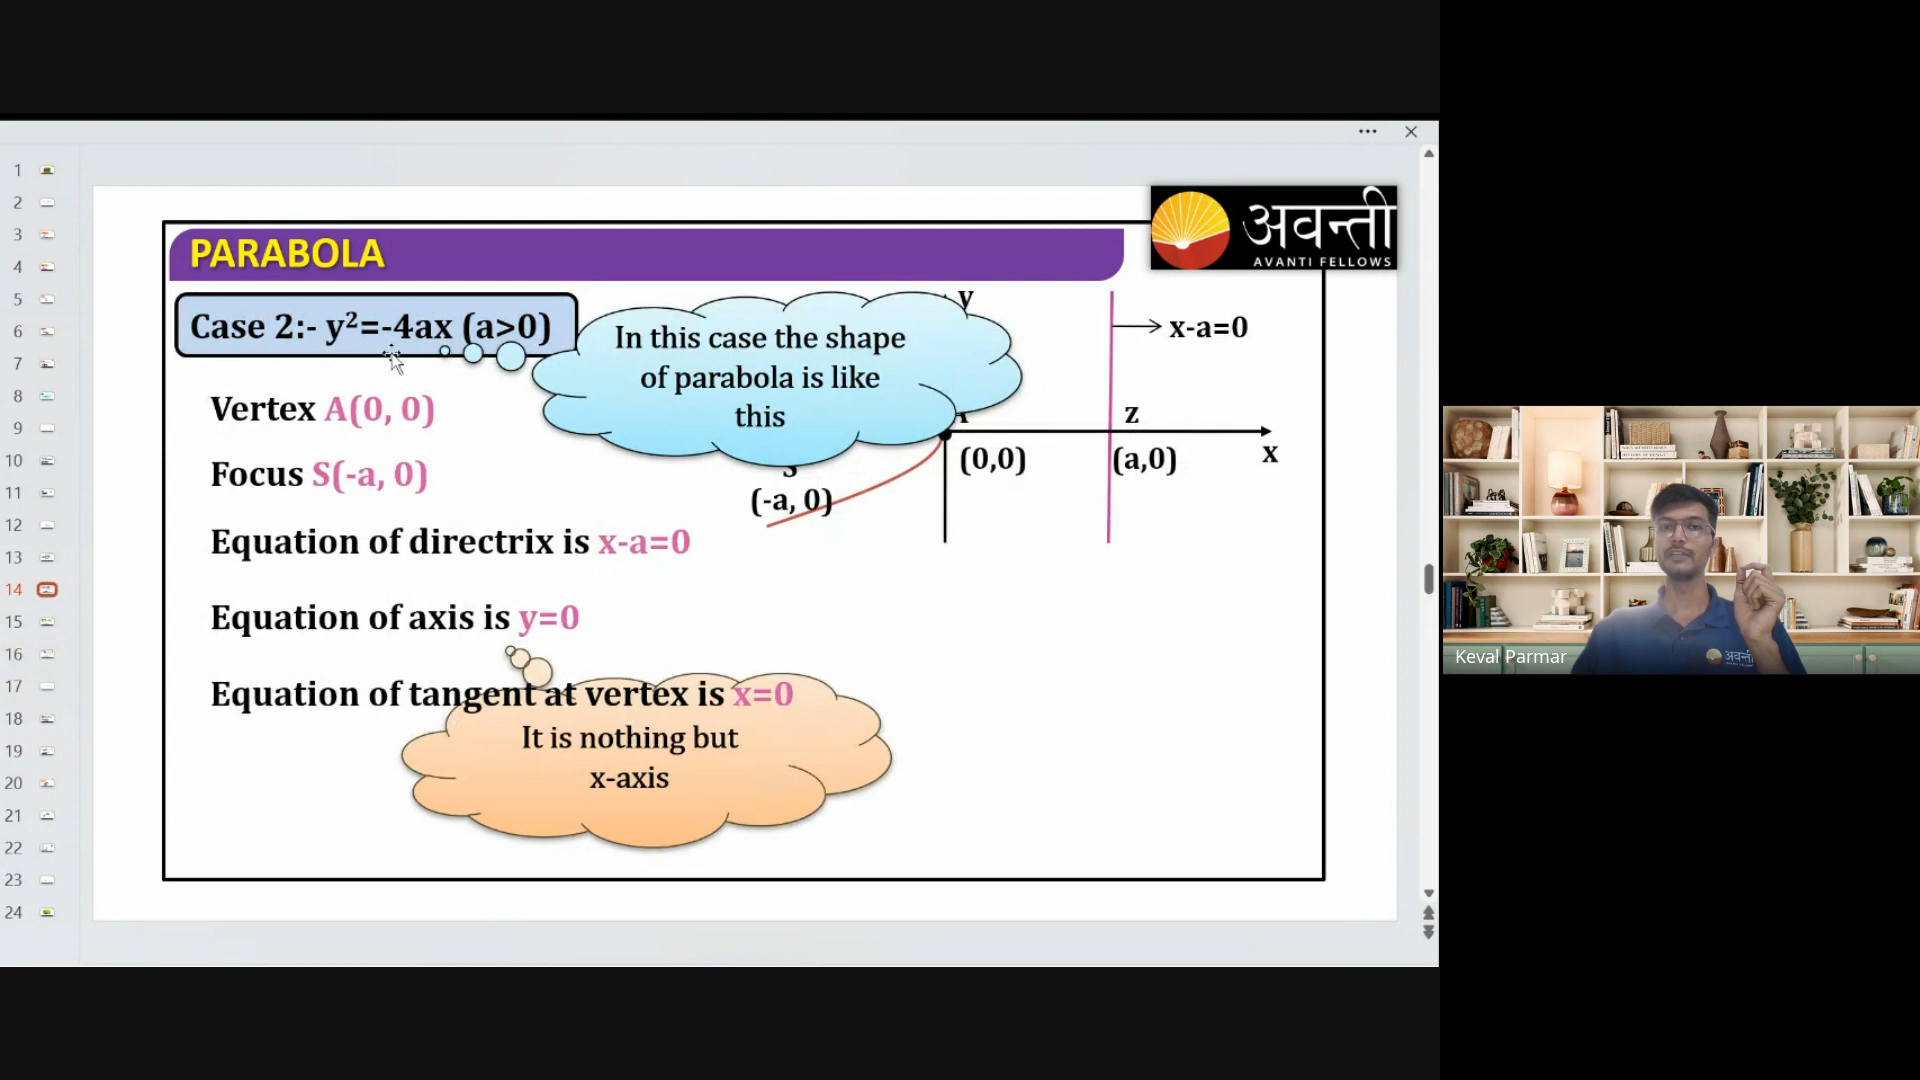 अवन्ती
AVANTI FELLOWS
PARABOLA
Case 2:- y²=-4ax (a>0)
In this case the shape
of parabola is like
this
y
x-a=0
Vertex A(0, 0)
z
(0,0)
(a,0)
x
Focus S(-a, 0)
S
(-a, 0)
Equation of directrix is x-a=0
Equation of axis is y=0
Equation of tangent at vertex is x=0
It is nothing but
x-axis
1
2
3
4
5
6
7
8
9
10
11
12
13
14
15
16
17
18
19
20
21
22
23
24
Keval Parmar
अवन्ती